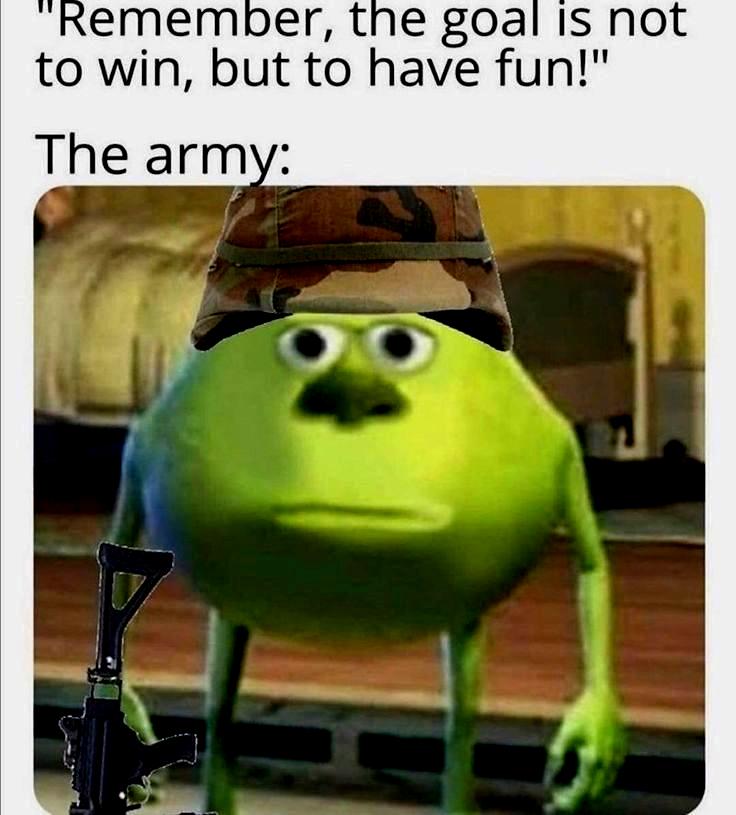 "Remember, the goal is not
to win, but to have fun!"
The army: